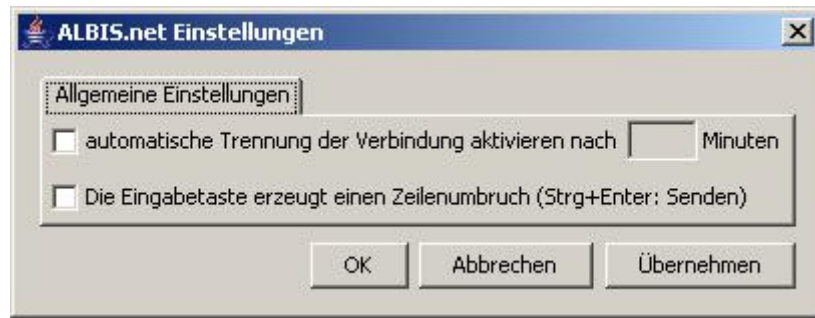 ALBIS.net Einstellungen
Allgemeine Einstellungen
automatische Trennung der Verbindung aktivieren nach Minuten
Die Eingabetaste erzeugt einen Zeilenumbruch (Strg+Enter: Senden)
OK Abbrechen Übernehmen